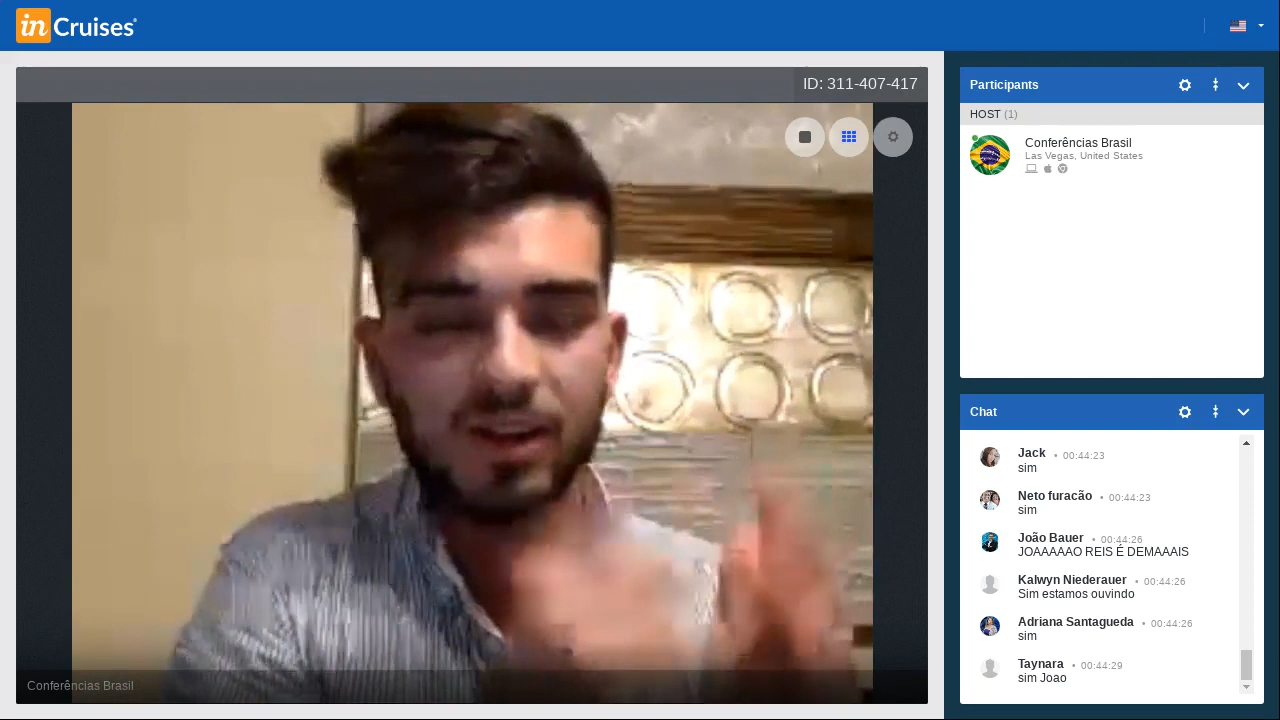 in Cruises
ID: 311-407-417
Conferências Brasil
Participants
HOST (1)
Conferências Brasil
Las Vegas, United States
Chat
Jack • 00:44:23
sim
Neto furacão • 00:44:23
sim
João Bauer • 00:44:26
JOAAAAAO REIS É DEMAAAIS
Kalwyn Niederauer • 00:44:26
Sim estamos ouvindo
Adriana Santagueda • 00:44:26
sim
Taynara • 00:44:29
sim Joao